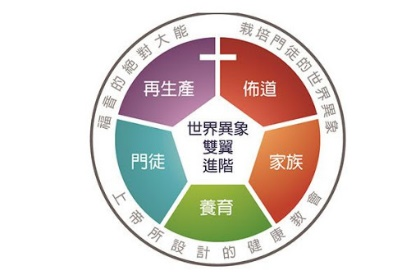 福音的絕對大能
栽培門徒的世界異象
上帝所設計的健康教會
再生產
佈道
世界異象
雙翼
進階
門徒
家族
養育